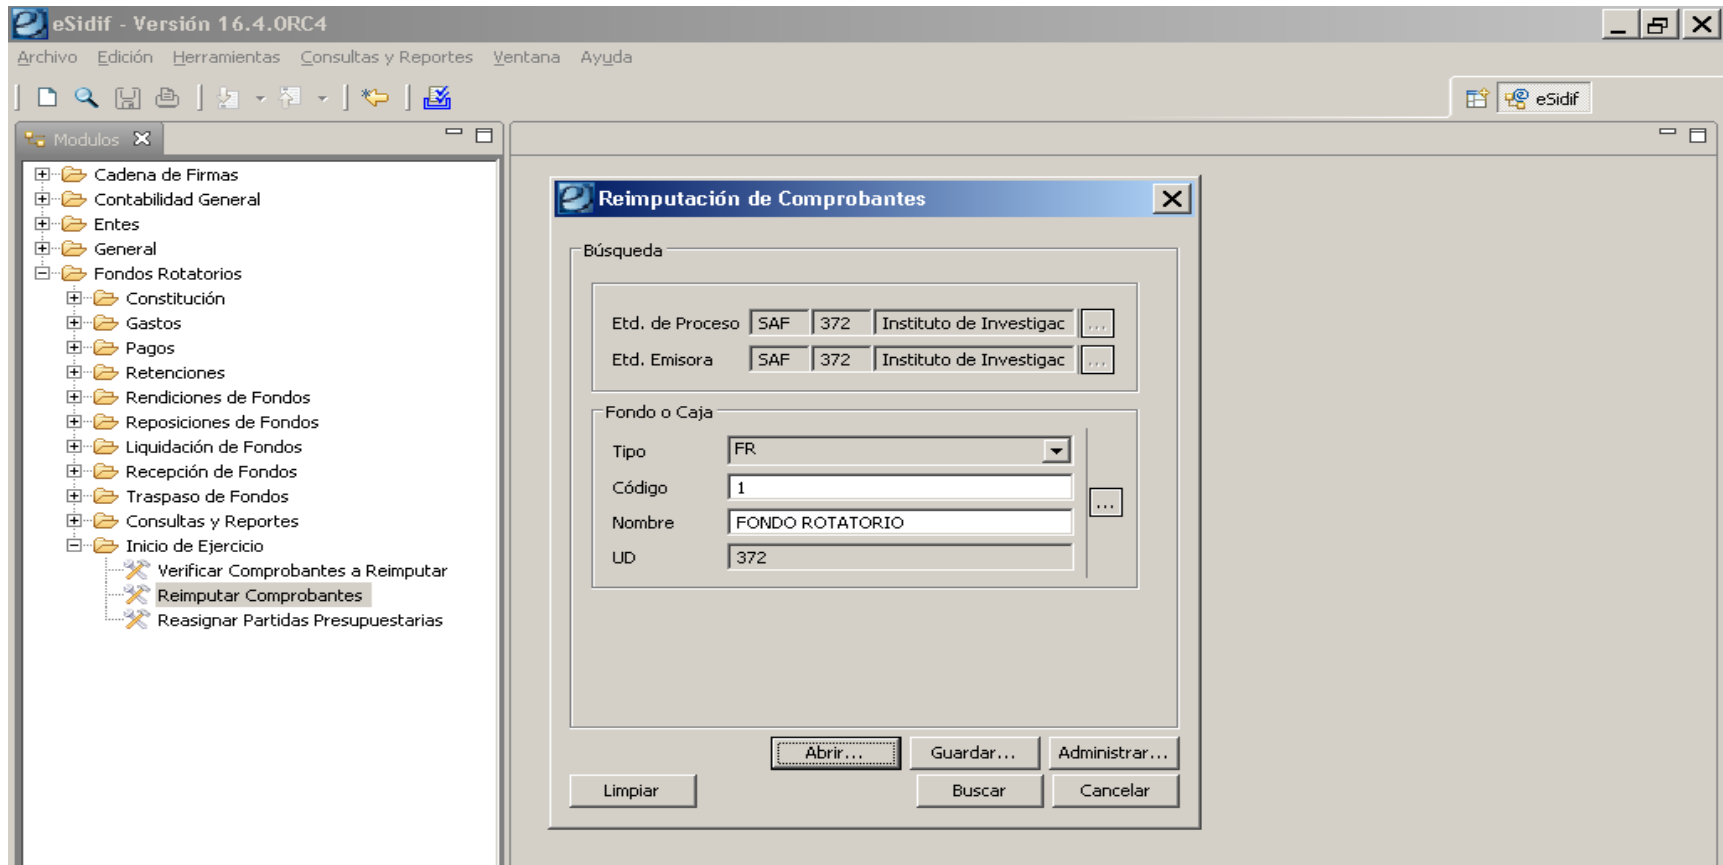 eSidif - Versión 16.4.0RC4
Archivo Edición Herramientas Consultas y Reportes Ventana Ayuda
eSidif
Modulos
Cadena de Firmas
Contabilidad General
Entes
General
Fondos Rotatorios
Constitución
Gastos
Pagos
Retenciones
Rendiciones de Fondos
Reposiciones de Fondos
Liquidación de Fondos
Recepción de Fondos
Traspaso de Fondos
Consultas y Reportes
Inicio de Ejercicio
Verificar Comprobantes a Reimputar
Reimputar Comprobantes
Reasignar Partidas Presupuestarias
Reimputación de Comprobantes
Búsqueda
Etd. de Proceso SAF 372 Instituto de Investigac ...
Etd. Emisora SAF 372 Instituto de Investigac ...
Fondo o Caja
Tipo FR
Código 1
...
Nombre FONDO ROTATORIO
UD 372
Abrir... Guardar... Administrar...
Limpiar Buscar Cancelar